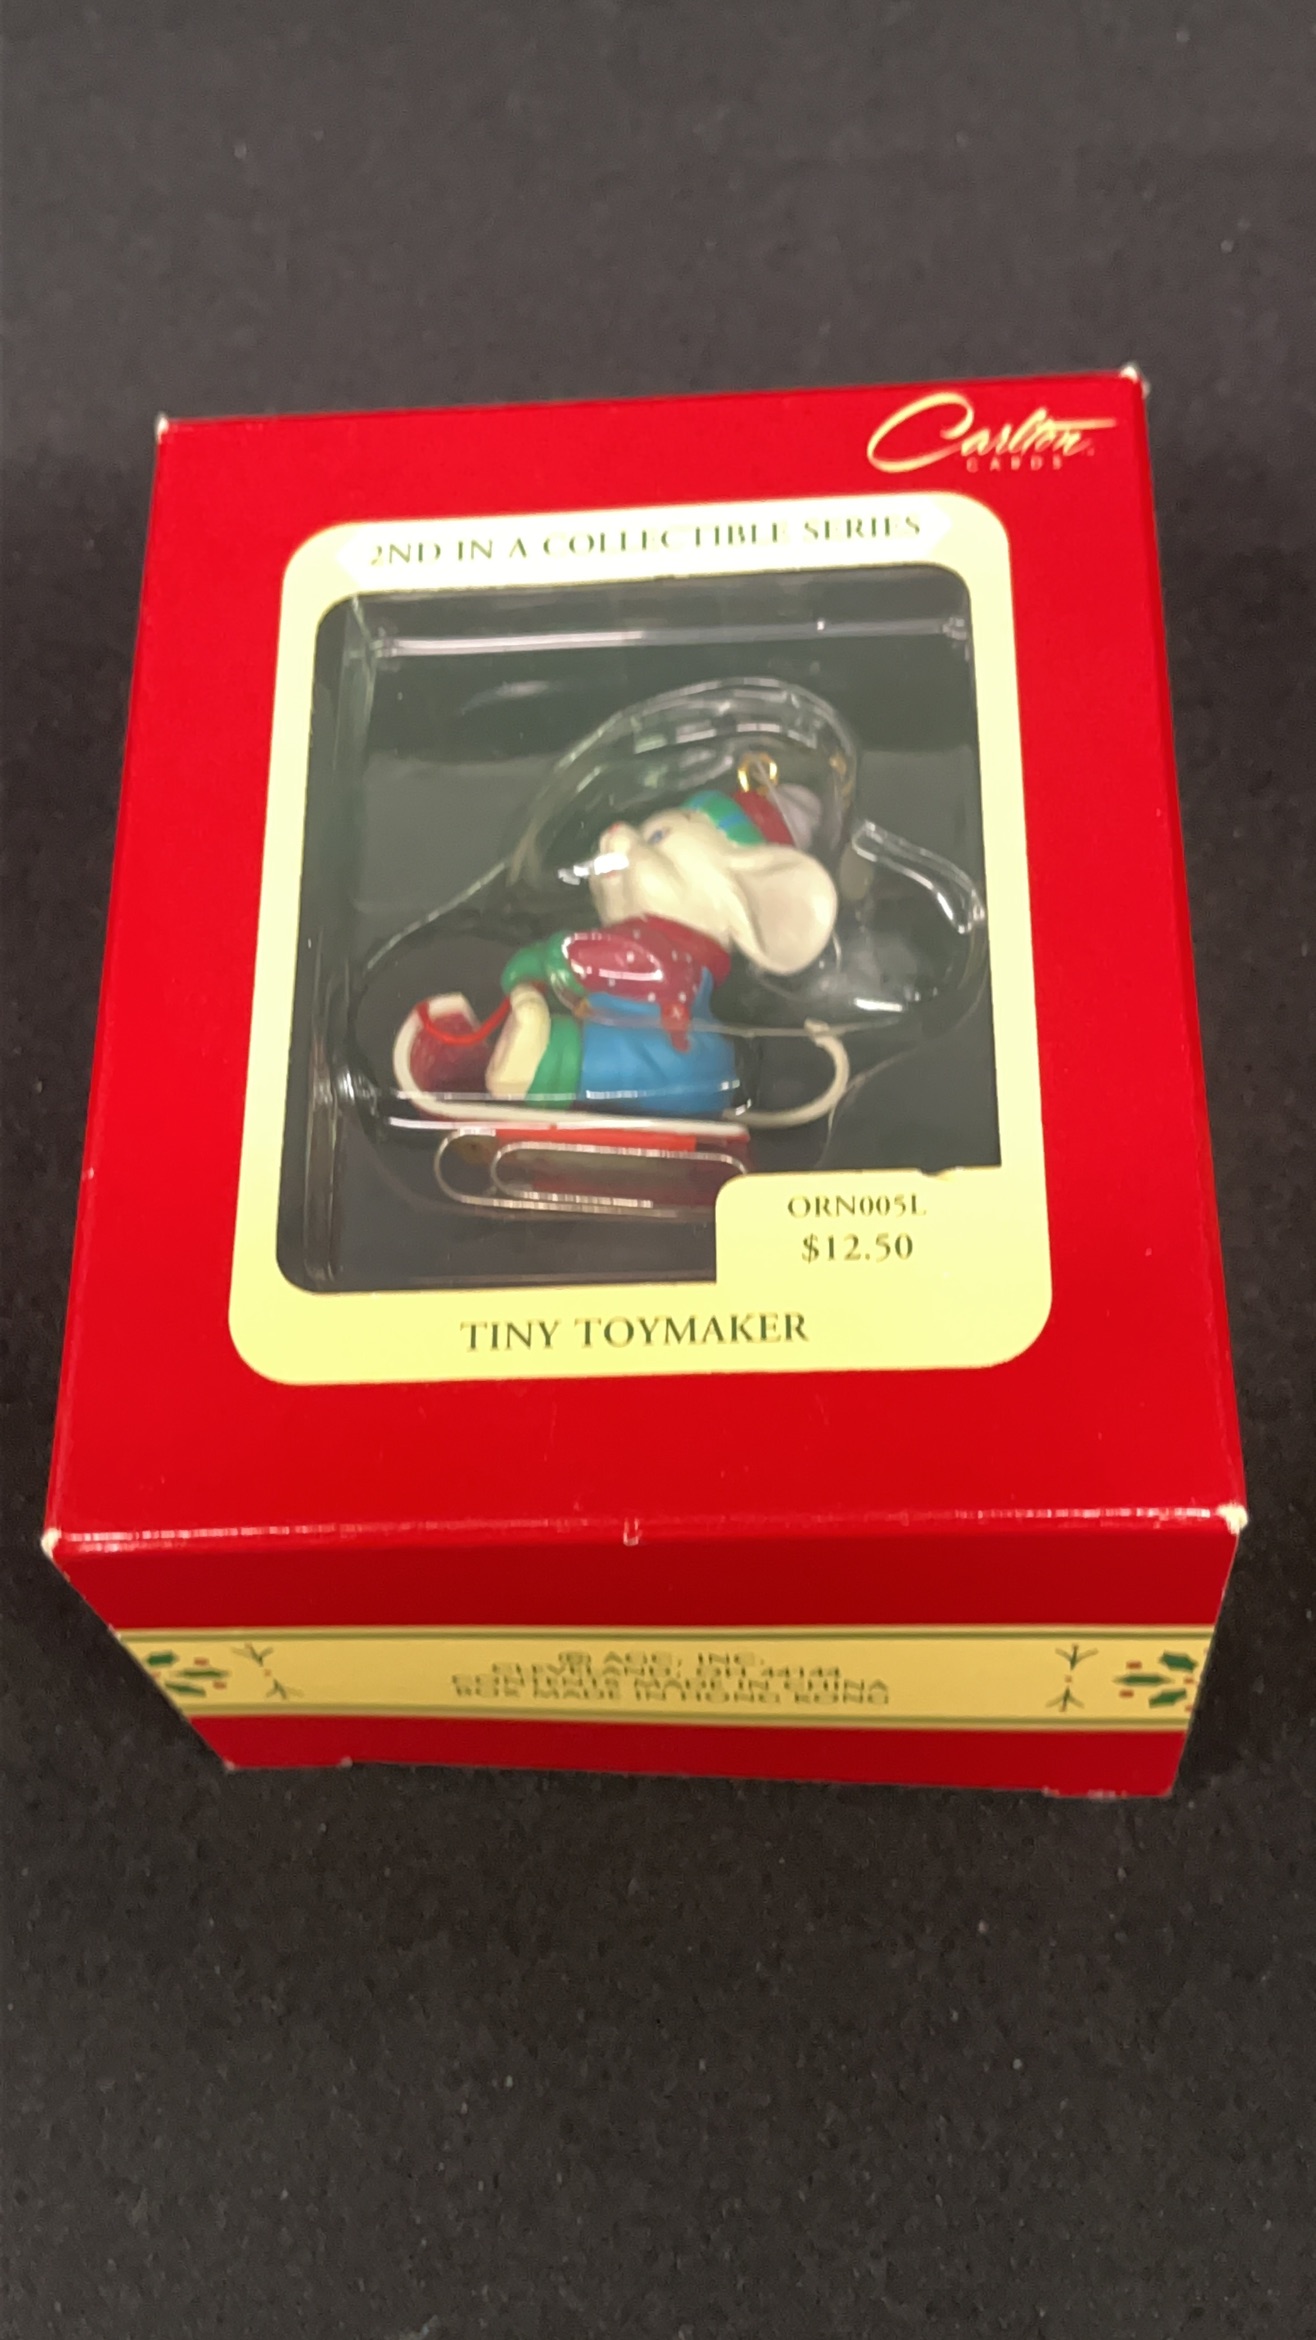 Carlton
CARDS
2ND IN A COLLECTIBLE SERIES
ORN005L
$12.50
TINY TOYMAKER
© AGC, INC.
CLEVELAND, OH 44144
CONTENTS MADE IN CHINA
BOX MADE IN HONG KONG